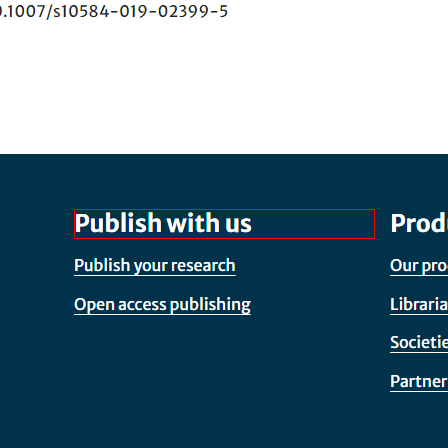 .1007/s10584-019-02399-5
Publish with us
Publish your research
Open access publishing
Prod
Our pro
Libraria
Societie
Partner